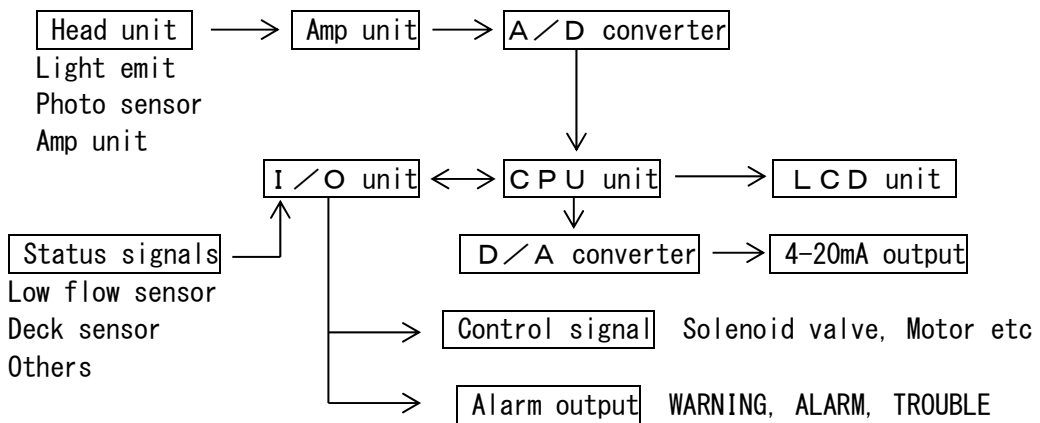 Head unit Amp unit A／D converter
Light emit
Photo sensor
Amp unit
I／O unit CPU unit LCD unit
Status signals D／A converter 4-20mA output
Low flow sensor
Deck sensor Control signal Solenoid valve, Motor etc
Others
Alarm output WARNING, ALARM, TROUBLE